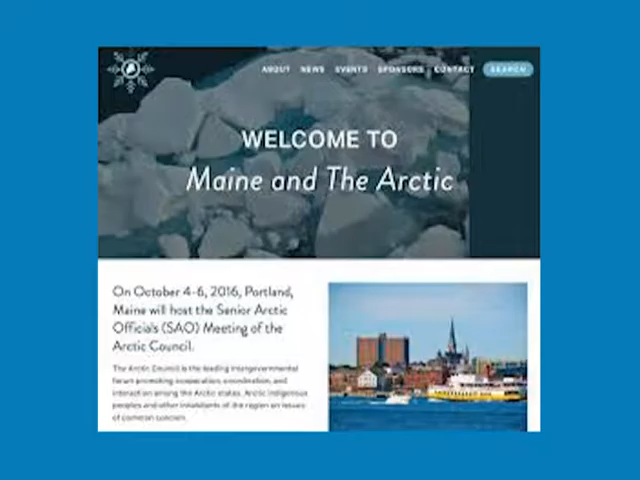 ABOUT NEWS EVENTS SPONSORS CONTACT SEARCH
WELCOME TO
Maine and The Arctic
On October 4-6, 2016, Portland,
Maine will host the Senior Arctic
Officials (SAO) Meeting of the
Arctic Council.
The Arctic Council is the leading intergovernmental
forum promoting cooperation, coordination, and
interaction among the Arctic states, Arctic indigenous
peoples and other inhabitants of the region on issues
of common concern.